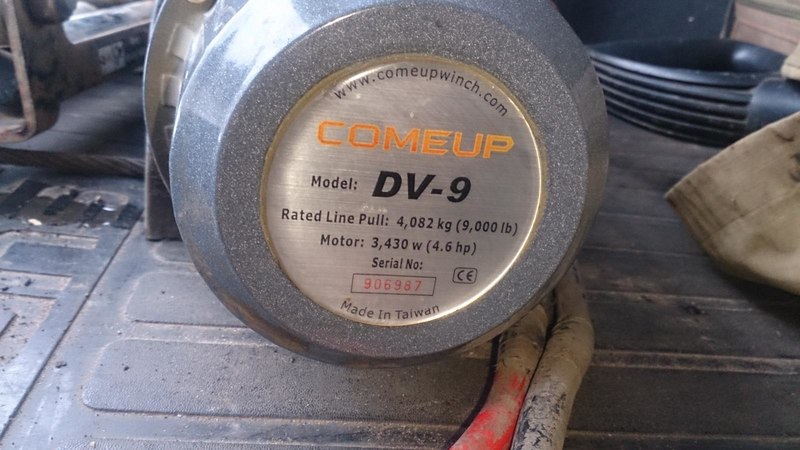 www.comeupwinch.com
COMEUP
Model: DV-9
Rated Line Pull: 4,082 kg (9,000 lb)
Motor: 3,430 w (4.6 hp)
Serial No:
906987
CE
Made In Taiwan